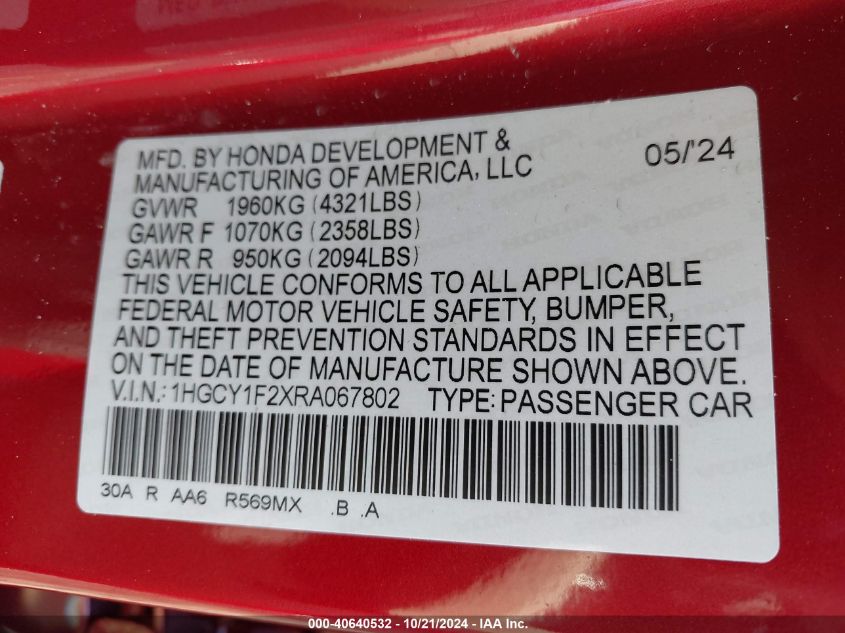 MFD. BY HONDA DEVELOPMENT & 05/'24
MANUFACTURING OF AMERICA, LLC
GVWR 1960KG (4321LBS)
GAWR F 1070KG (2358LBS)
GAWR R 950KG (2094LBS)
THIS VEHICLE CONFORMS TO ALL APPLICABLE
FEDERAL MOTOR VEHICLE SAFETY, BUMPER,
AND THEFT PREVENTION STANDARDS IN EFFECT
ON THE DATE OF MANUFACTURE SHOWN ABOVE.
V.I.N.: 1HGCY1F2XRA067802 TYPE: PASSENGER CAR
30A R AA6 R569MX .B .A
000-40640532 - 10/21/2024 - IAA Inc.